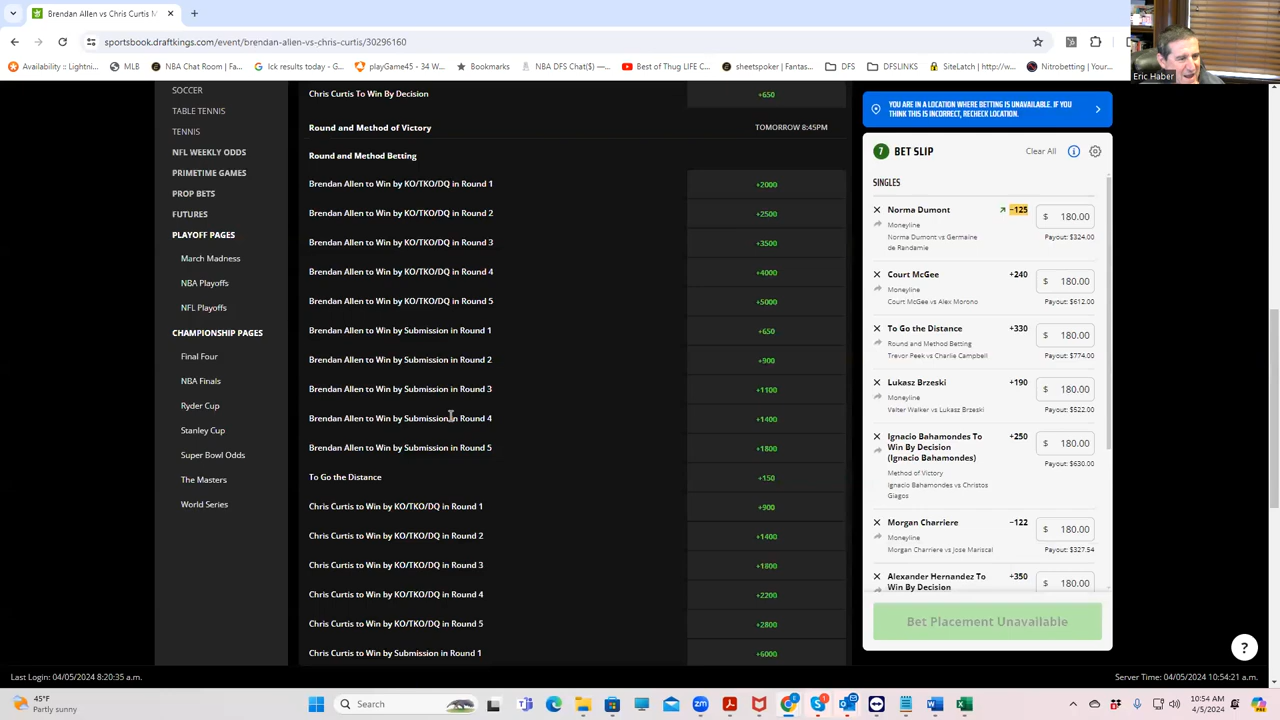 Brendan Allen vs Chris Curtis M
sportsbook.draftkings.com/event/brendan-allen-vs-chris-curtis/30296160
Availability :: Lightni...
MLB
NBA Chat Room | Fa...
Ick results today - G...
playGame45 - 34 W...
Bookmarks
NBA DFS Chat($) —...
Best of Thug LIFE C...
sheetspoker | Fantas...
DFS
DFSLINKS
SiteLatch | http://w...
Nitrobetting | Your...
Eric Haber
SOCCER
TABLE TENNIS
TENNIS
NFL WEEKLY ODDS
PRIMETIME GAMES
PROP BETS
FUTURES
PLAYOFF PAGES
March Madness
NBA Playoffs
NFL Playoffs
CHAMPIONSHIP PAGES
Final Four
NBA Finals
Ryder Cup
Stanley Cup
Super Bowl Odds
The Masters
World Series
Chris Curtis To Win By Decision +650
Round and Method of Victory TOMORROW 8:45PM
Round and Method Betting
Brendan Allen to Win by KO/TKO/DQ in Round 1 +2000
Brendan Allen to Win by KO/TKO/DQ in Round 2 +2500
Brendan Allen to Win by KO/TKO/DQ in Round 3 +3500
Brendan Allen to Win by KO/TKO/DQ in Round 4 +4000
Brendan Allen to Win by KO/TKO/DQ in Round 5 +5000
Brendan Allen to Win by Submission in Round 1 +650
Brendan Allen to Win by Submission in Round 2 +900
Brendan Allen to Win by Submission in Round 3 +1100
Brendan Allen to Win by Submission in Round 4 +1400
Brendan Allen to Win by Submission in Round 5 +1800
To Go the Distance +150
Chris Curtis to Win by KO/TKO/DQ in Round 1 +900
Chris Curtis to Win by KO/TKO/DQ in Round 2 +1400
Chris Curtis to Win by KO/TKO/DQ in Round 3 +1800
Chris Curtis to Win by KO/TKO/DQ in Round 4 +2200
Chris Curtis to Win by KO/TKO/DQ in Round 5 +2800
Chris Curtis to Win by Submission in Round 1 +6000
YOU ARE IN A LOCATION WHERE BETTING IS UNAVAILABLE. IF YOU
THINK THIS IS INCORRECT, RECHECK LOCATION.
7 BET SLIP Clear All
SINGLES
Norma Dumont −125 $ 180.00
Moneyline Payout: $324.00
Norma Dumont vs Germaine
de Randamie
Court McGee +240 $ 180.00
Moneyline Payout: $612.00
Court McGee vs Alex Morono
To Go the Distance +330 $ 180.00
Round and Method Betting Payout: $774.00
Trevor Peek vs Charlie Campbell
Lukasz Brzeski +190 $ 180.00
Moneyline Payout: $522.00
Valter Walker vs Lukasz Brzeski
Ignacio Bahamondes To +250 $ 180.00
Win By Decision
(Ignacio Bahamondes) Payout: $630.00
Method of Victory
Ignacio Bahamondes vs Christos
Giagos
Morgan Charriere −122 $ 180.00
Moneyline Payout: $327.54
Morgan Charriere vs Jose Mariscal
Alexander Hernandez To +350 $ 180.00
Win By Decision
Bet Placement Unavailable
?
Last Login: 04/05/2024 8:20:35 a.m. Server Time: 04/05/2024 10:54:21 a.m.
45°F
Partly sunny
Search
10:54 AM
4/5/2024